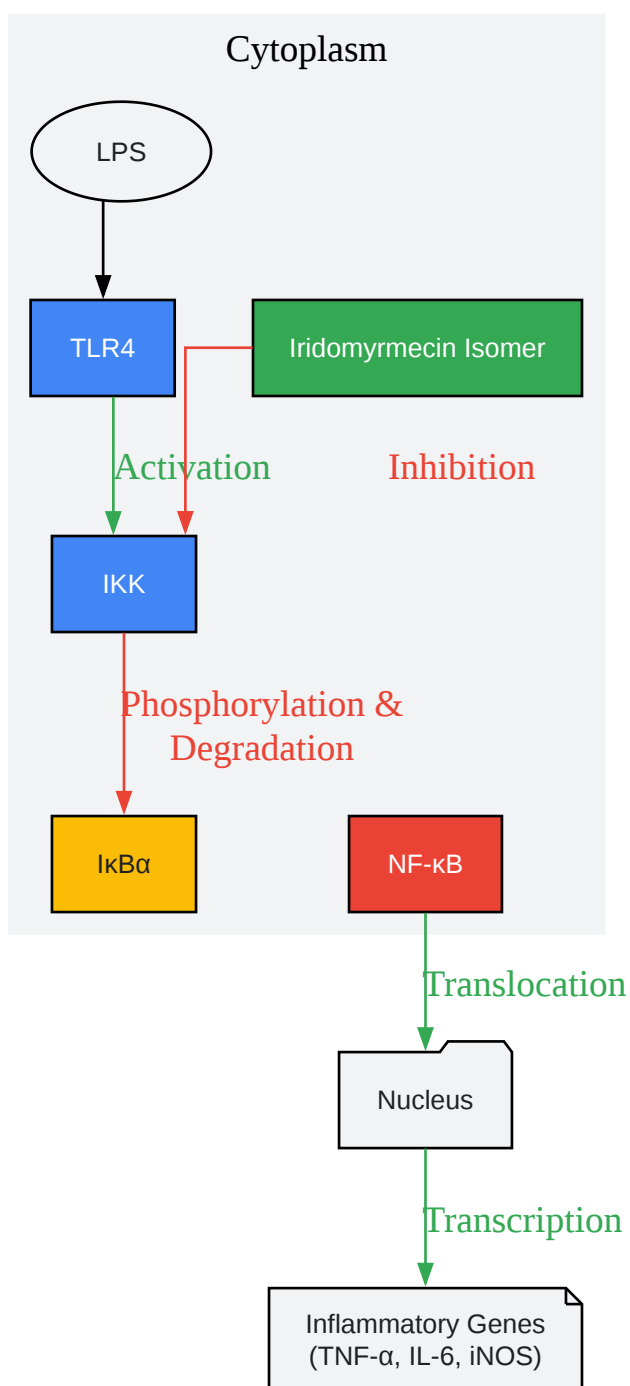 Cytoplasm
LPS
TLR4
Iridomyrmecin Isomer
Activation
Inhibition
IKK
Phosphorylation &
Degradation
IκBα
NF-κB
Translocation
Nucleus
Transcription
Inflammatory Genes
(TNF-α, IL-6, iNOS)